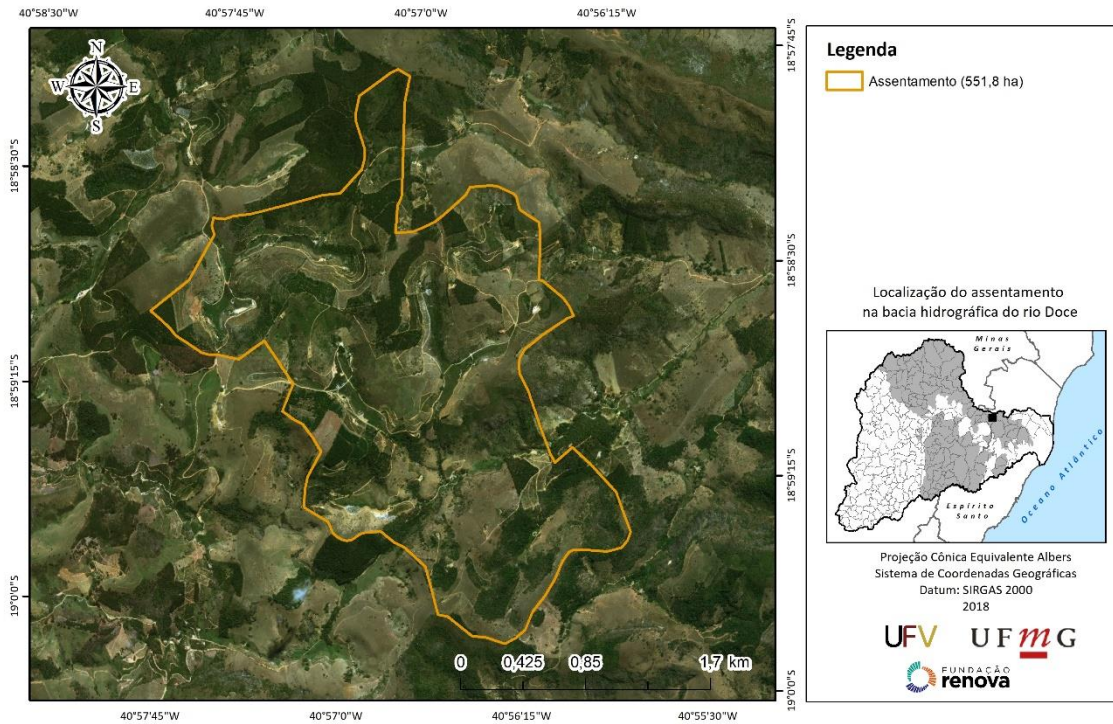 40°58'30"W 40°57'45"W 40°57'0"W 40°56'15"W
18°57'45"S
18°58'30"S
18°58'30"S
18°59'15"S
18°59'15"S
19°0'0"S
19°0'0"S
N
W E
S
0 0,425 0,85 1,7 km
40°57'45"W 40°57'0"W 40°56'15"W 40°55'30"W
Legenda
Assentamento (551,8 ha)
Localização do assentamento
na bacia hidrográfica do rio Doce
Minas
Gerais
Espírito
Santo
Oceano Atlântico
Projeção Cônica Equivalente Albers
Sistema de Coordenadas Geográficas
Datum: SIRGAS 2000
2018
UFV UFmG
FUNDAÇÃO
renova